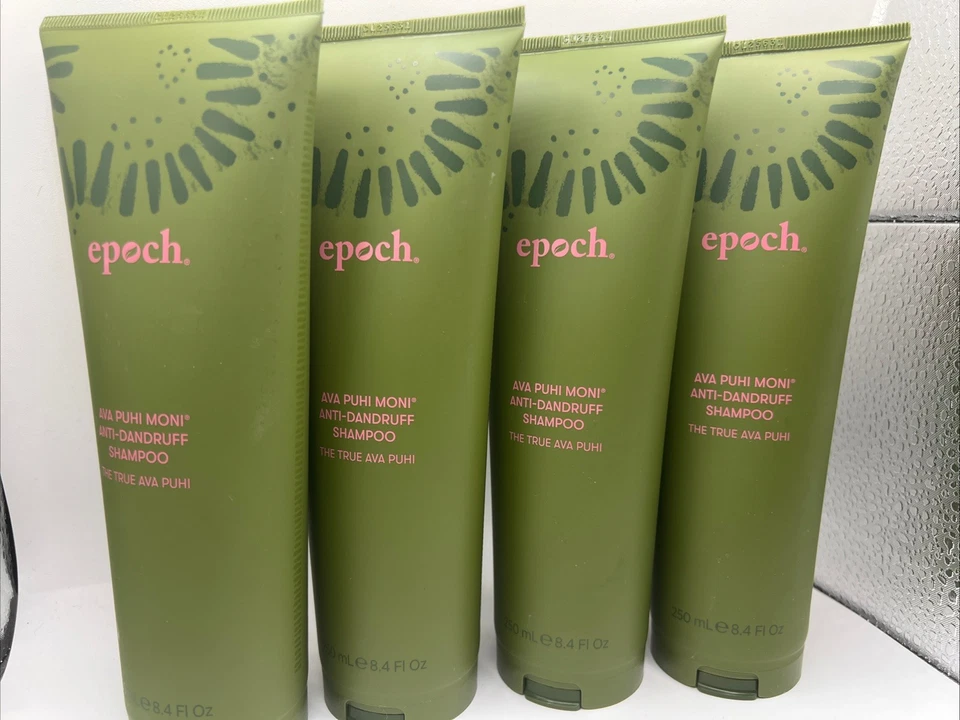 epoch®
AVA PUHI MONI®
ANTI-DANDRUFF
SHAMPOO
THE TRUE AVA PUHI
℮ 8.4 Fl Oz
epoch®
AVA PUHI MONI®
ANTI-DANDRUFF
SHAMPOO
THE TRUE AVA PUHI
mL ℮ 8.4 Fl Oz
epoch®
AVA PUHI MONI®
ANTI-DANDRUFF
SHAMPOO
THE TRUE AVA PUHI
250 mL ℮ 8.4 Fl Oz
epoch®
AVA PUHI MONI®
ANTI-DANDRUFF
SHAMPOO
THE TRUE AVA PUHI
250 mL ℮ 8.4 Fl Oz